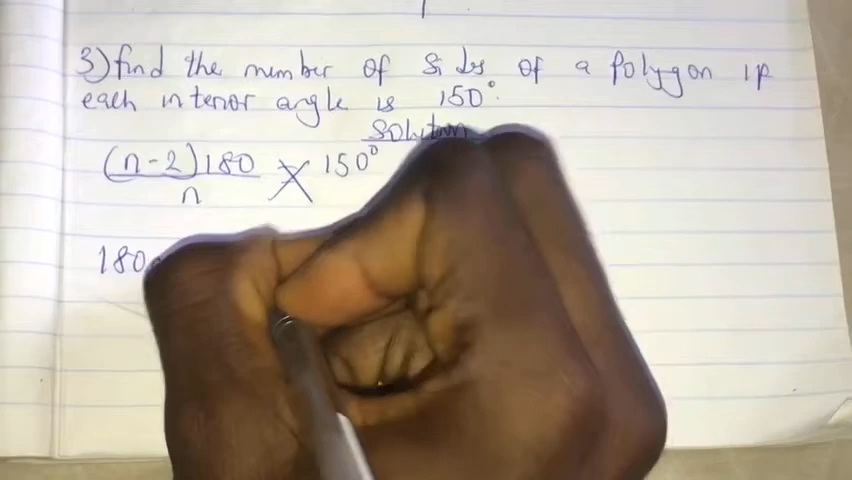 3) find the number of Sides of a polygon if
each interior angle is 150°.
Solution
(n-2)180 150°
n
180